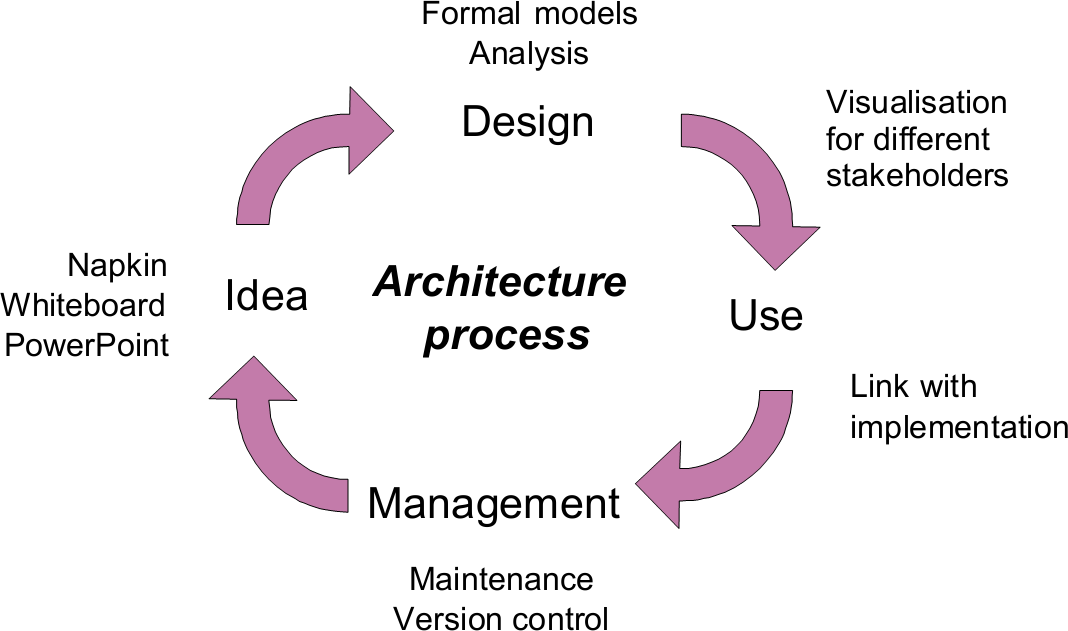 Formal models
Analysis
Design
Visualisation
for different
stakeholders
Napkin
Whiteboard
PowerPoint
Idea
Architecture
process
Use
Link with
implementation
Management
Maintenance
Version control